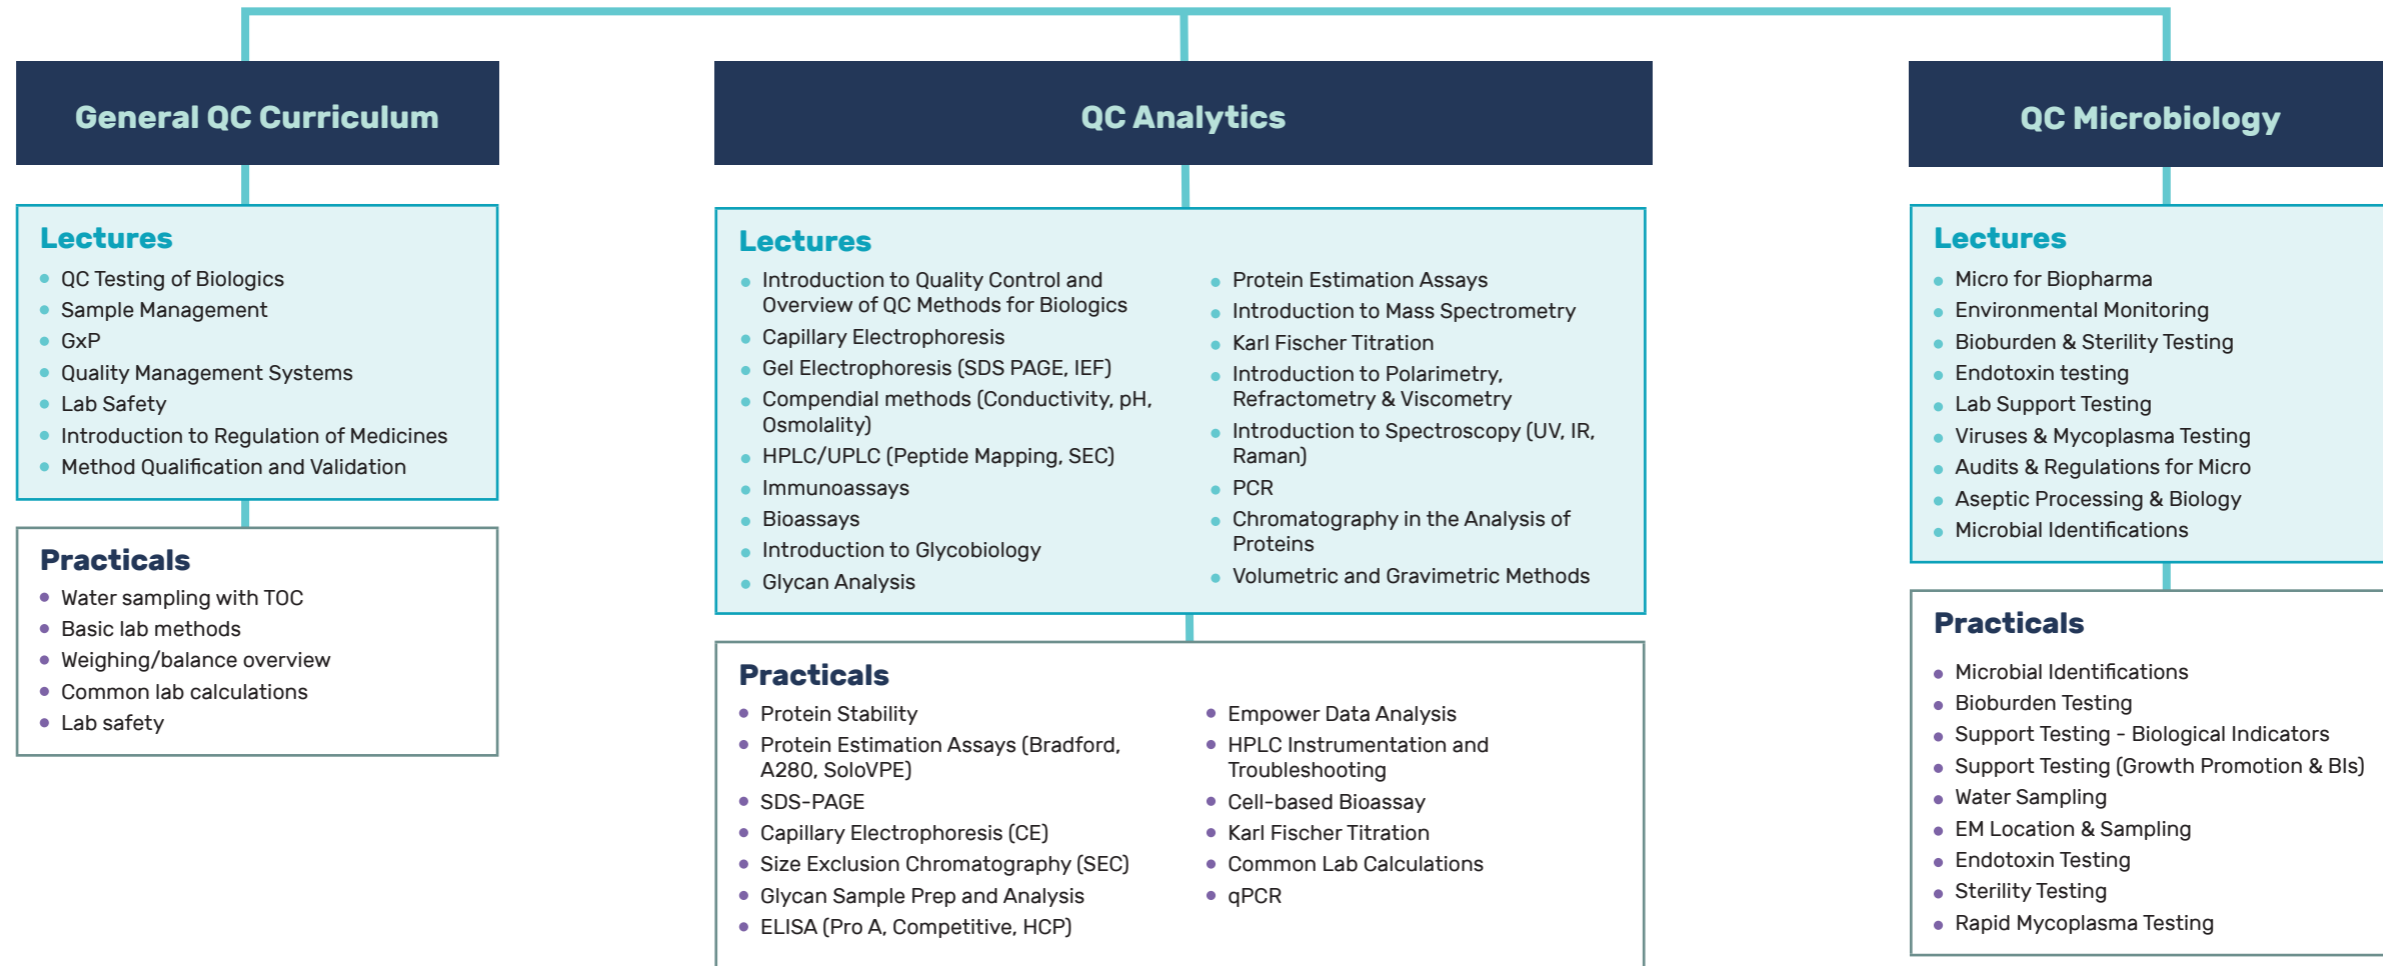 General QC Curriculum
Lectures
QC Testing of Biologics
Sample Management
GxP
Quality Management Systems
Lab Safety
Introduction to Regulation of Medicines
Method Qualification and Validation
Practicals
Water sampling with TOC
Basic lab methods
Weighing/balance overview
Common lab calculations
Lab safety
QC Analytics
Lectures
Introduction to Quality Control and
Overview of QC Methods for Biologics
Capillary Electrophoresis
Gel Electrophoresis (SDS PAGE, IEF)
Compendial methods (Conductivity, pH,
Osmolality)
HPLC/UPLC (Peptide Mapping, SEC)
Immunoassays
Bioassays
Introduction to Glycobiology
Glycan Analysis
Protein Estimation Assays
Introduction to Mass Spectrometry
Karl Fischer Titration
Introduction to Polarimetry,
Refractometry & Viscometry
Introduction to Spectroscopy (UV, IR,
Raman)
PCR
Chromatography in the Analysis of
Proteins
Volumetric and Gravimetric Methods
Practicals
Protein Stability
Protein Estimation Assays (Bradford,
A280, SoloVPE)
SDS-PAGE
Capillary Electrophoresis (CE)
Size Exclusion Chromatography (SEC)
Glycan Sample Prep and Analysis
ELISA (Pro A, Competitive, HCP)
Empower Data Analysis
HPLC Instrumentation and
Troubleshooting
Cell-based Bioassay
Karl Fischer Titration
Common Lab Calculations
qPCR
QC Microbiology
Lectures
Micro for Biopharma
Environmental Monitoring
Bioburden & Sterility Testing
Endotoxin testing
Lab Support Testing
Viruses & Mycoplasma Testing
Audits & Regulations for Micro
Aseptic Processing & Biology
Microbial Identifications
Practicals
Microbial Identifications
Bioburden Testing
Support Testing - Biological Indicators
Support Testing (Growth Promotion & BIs)
Water Sampling
EM Location & Sampling
Endotoxin Testing
Sterility Testing
Rapid Mycoplasma Testing